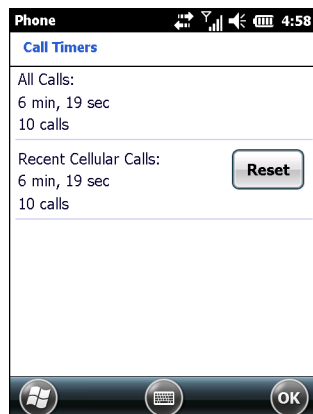 Phone 4:58
Call Timers
All Calls:
6 min, 19 sec
10 calls
Recent Cellular Calls:
6 min, 19 sec
10 calls
Reset
OK